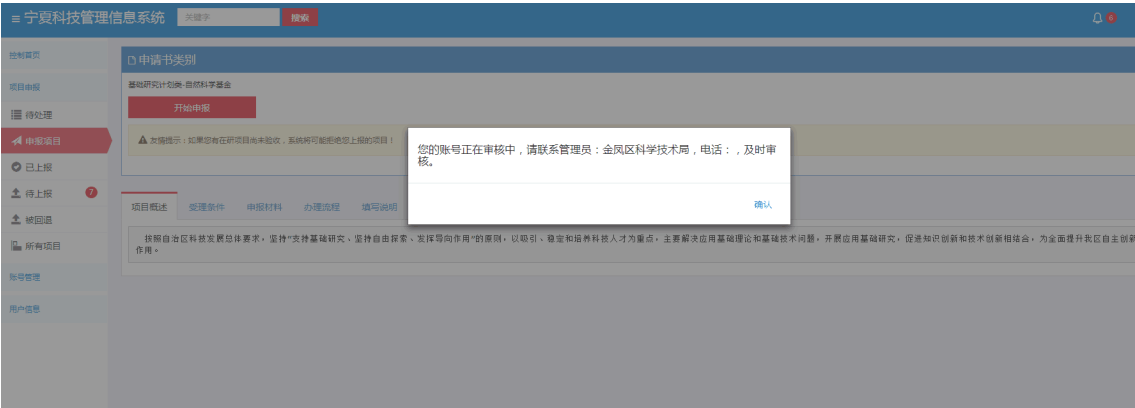 ≡ 宁夏科技管理信息系统 关键字 搜索 6
控制首页
项目申报
待处理
申报项目
已上报
待上报 7
被回退
所有项目
账号管理
用户信息
申请书类别
基础研究计划类-自然科学基金
开始申报
友情提示：如果您有在研项目尚未验收，系统将可能拒绝您上报的项目！
您的账号正在审核中，请联系管理员：金凤区科学技术局，电话：，及时审
核。
确认
项目概述 受理条件 申报材料 办理流程 填写说明
按照自治区科技发展总体要求，坚持"支持基础研究、坚持自由探索、发挥导向作用"的原则，以吸引、稳定和培养科技人才为重点，主要解决应用基础理论和基础技术问题，开展应用基础研究，促进知识创新和技术创新相结合，为全面提升我区自主创新
作用。